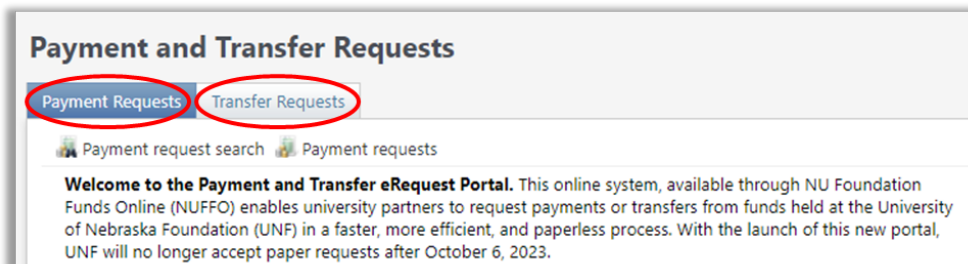 Payment and Transfer Requests
Payment Requests Transfer Requests
Payment request search Payment requests
Welcome to the Payment and Transfer eRequest Portal. This online system, available through NU Foundation
Funds Online (NUFFO) enables university partners to request payments or transfers from funds held at the University
of Nebraska Foundation (UNF) in a faster, more efficient, and paperless process. With the launch of this new portal,
UNF will no longer accept paper requests after October 6, 2023.